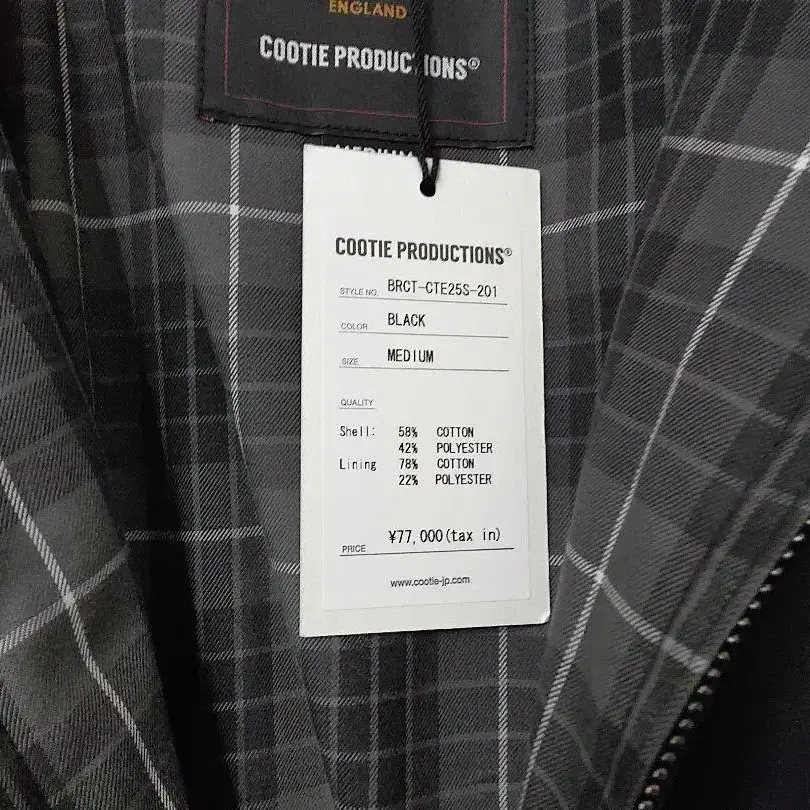 ENGLAND
COOTIE PRODUCTIONS®
MEDIUM
COOTIE PRODUCTIONS®
STYLE NO. BRCT-CTE25S-201
COLOR BLACK
SIZE MEDIUM
QUALITY
Shell: 58% COTTON
42% POLYESTER
Lining 78% COTTON
22% POLYESTER
PRICE ¥77,000(tax in)
www.cootie-jp.com